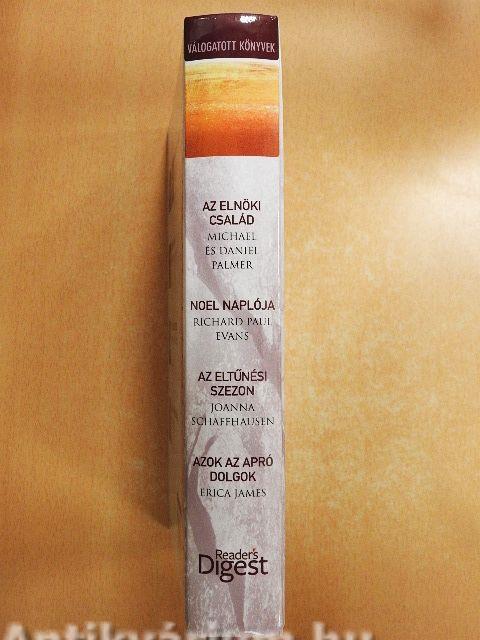 VÁLOGATOTT KÖNYVEK
AZ ELNÖKI
CSALÁD
MICHAEL
ÉS DANIEL
PALMER
NOEL NAPLÓJA
RICHARD PAUL
EVANS
AZ ELTŰNÉSI
SZEZON
JOANNA
SCHAFFHAUSEN
AZOK AZ APRÓ
DOLGOK
ERICA JAMES
Reader's
Digest